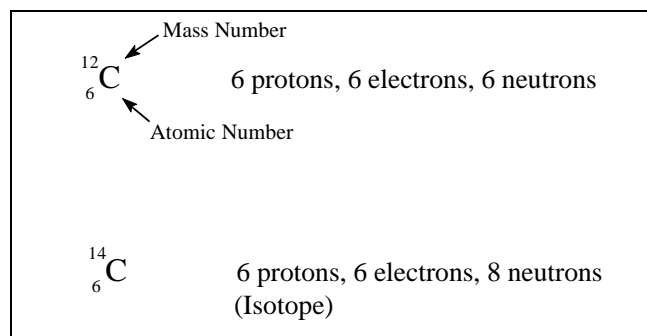 Mass Number
12
6 C 6 protons, 6 electrons, 6 neutrons
Atomic Number
14
6 C 6 protons, 6 electrons, 8 neutrons
(Isotope)